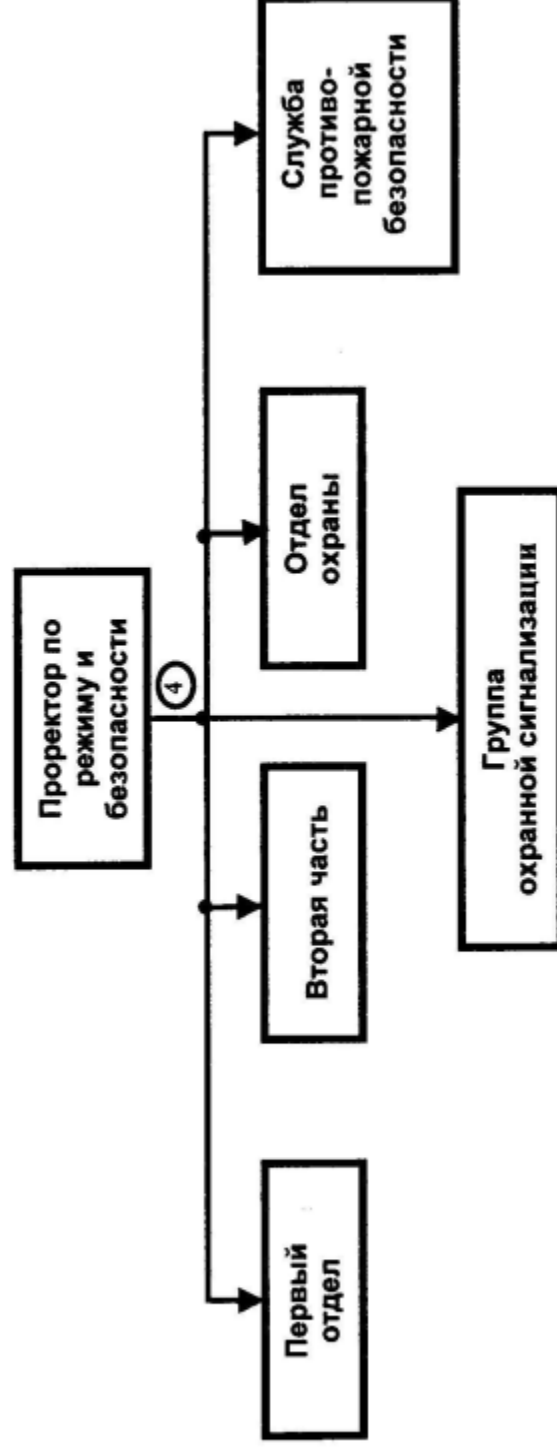 Проректор по
режиму и
безопасности
4
Первый
отдел
Вторая часть
Отдел
охраны
Служба
противо-
пожарной
безопасности
Группа
охранной сигнализации